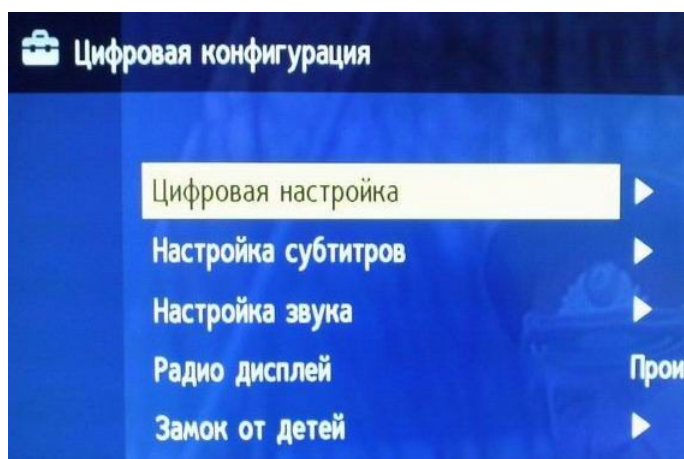 Цифровая конфигурация
Цифровая настройка
Настройка субтитров
Настройка звука
Радио дисплей
Замок от детей